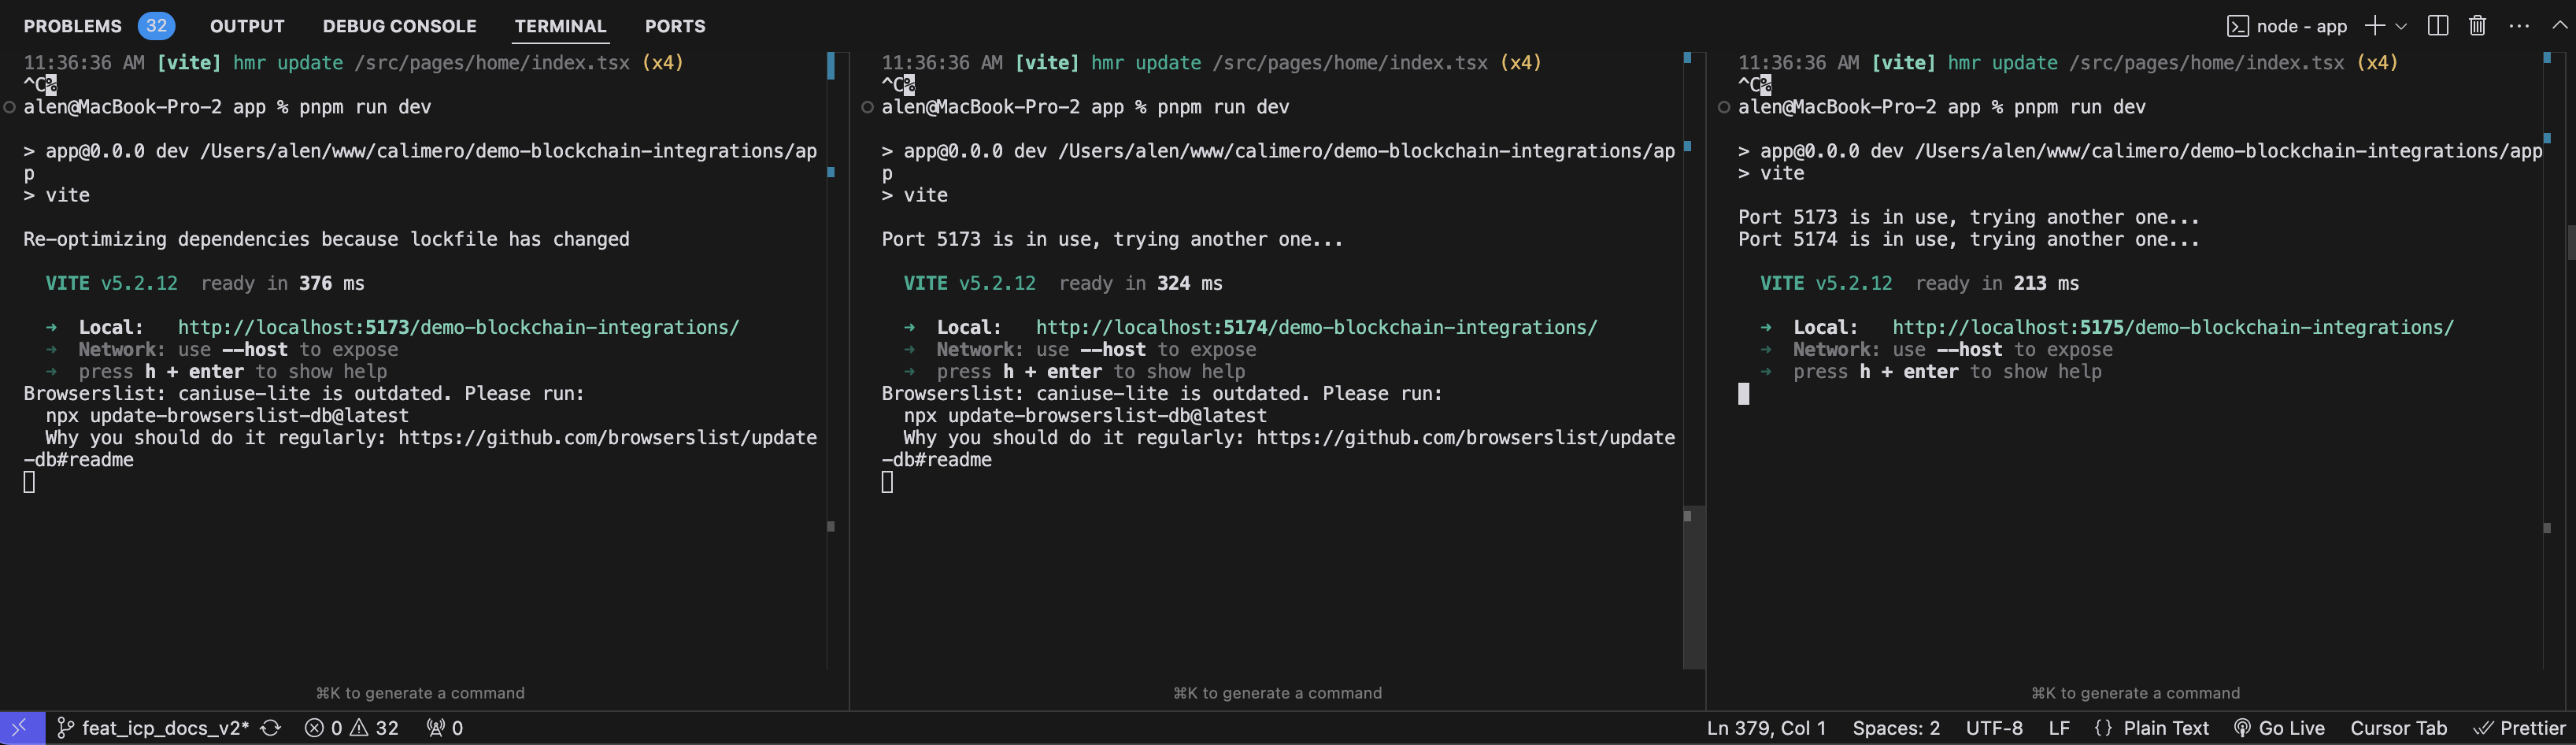 PROBLEMS 32 OUTPUT DEBUG CONSOLE TERMINAL PORTS node - app
11:36:36 AM [vite] hmr update /src/pages/home/index.tsx (x4)
^C%
alen@MacBook-Pro-2 app % pnpm run dev
> app@0.0.0 dev /Users/alen/www/calimero/demo-blockchain-integrations/ap
p
> vite
Re-optimizing dependencies because lockfile has changed
VITE v5.2.12 ready in 376 ms
➜ Local: http://localhost:5173/demo-blockchain-integrations/
➜ Network: use --host to expose
➜ press h + enter to show help
Browserslist: caniuse-lite is outdated. Please run:
npx update-browserslist-db@latest
Why you should do it regularly: https://github.com/browserslist/update
-db#readme
⌘K to generate a command
11:36:36 AM [vite] hmr update /src/pages/home/index.tsx (x4)
^C%
alen@MacBook-Pro-2 app % pnpm run dev
> app@0.0.0 dev /Users/alen/www/calimero/demo-blockchain-integrations/ap
p
> vite
Port 5173 is in use, trying another one...
VITE v5.2.12 ready in 324 ms
➜ Local: http://localhost:5174/demo-blockchain-integrations/
➜ Network: use --host to expose
➜ press h + enter to show help
Browserslist: caniuse-lite is outdated. Please run:
npx update-browserslist-db@latest
Why you should do it regularly: https://github.com/browserslist/update
-db#readme
⌘K to generate a command
11:36:36 AM [vite] hmr update /src/pages/home/index.tsx (x4)
^C%
alen@MacBook-Pro-2 app % pnpm run dev
> app@0.0.0 dev /Users/alen/www/calimero/demo-blockchain-integrations/app
> vite
Port 5173 is in use, trying another one...
Port 5174 is in use, trying another one...
VITE v5.2.12 ready in 213 ms
➜ Local: http://localhost:5175/demo-blockchain-integrations/
➜ Network: use --host to expose
➜ press h + enter to show help
⌘K to generate a command
feat_icp_docs_v2* 0 32 0 Ln 379, Col 1 Spaces: 2 UTF-8 LF {} Plain Text Go Live Cursor Tab Prettier